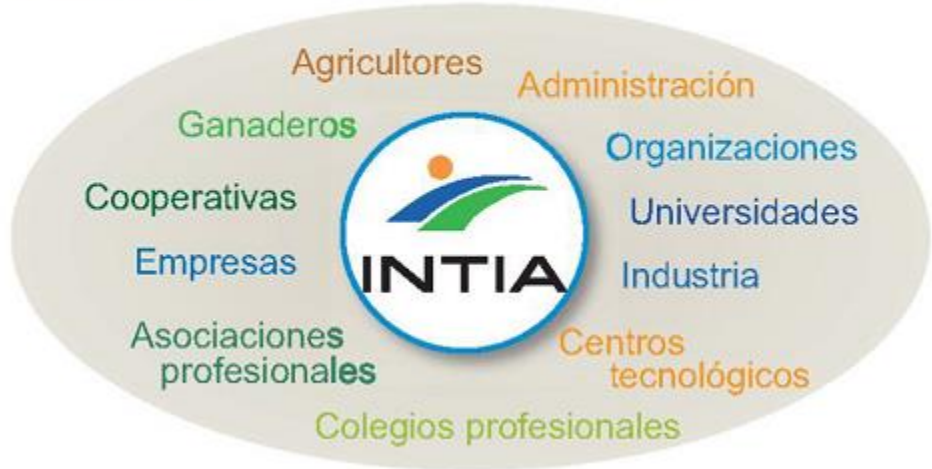 Agricultores
Administración
Ganaderos
Organizaciones
Cooperativas
Universidades
Empresas
INTIA
Industria
Asociaciones
profesionales
Centros
tecnológicos
Colegios profesionales